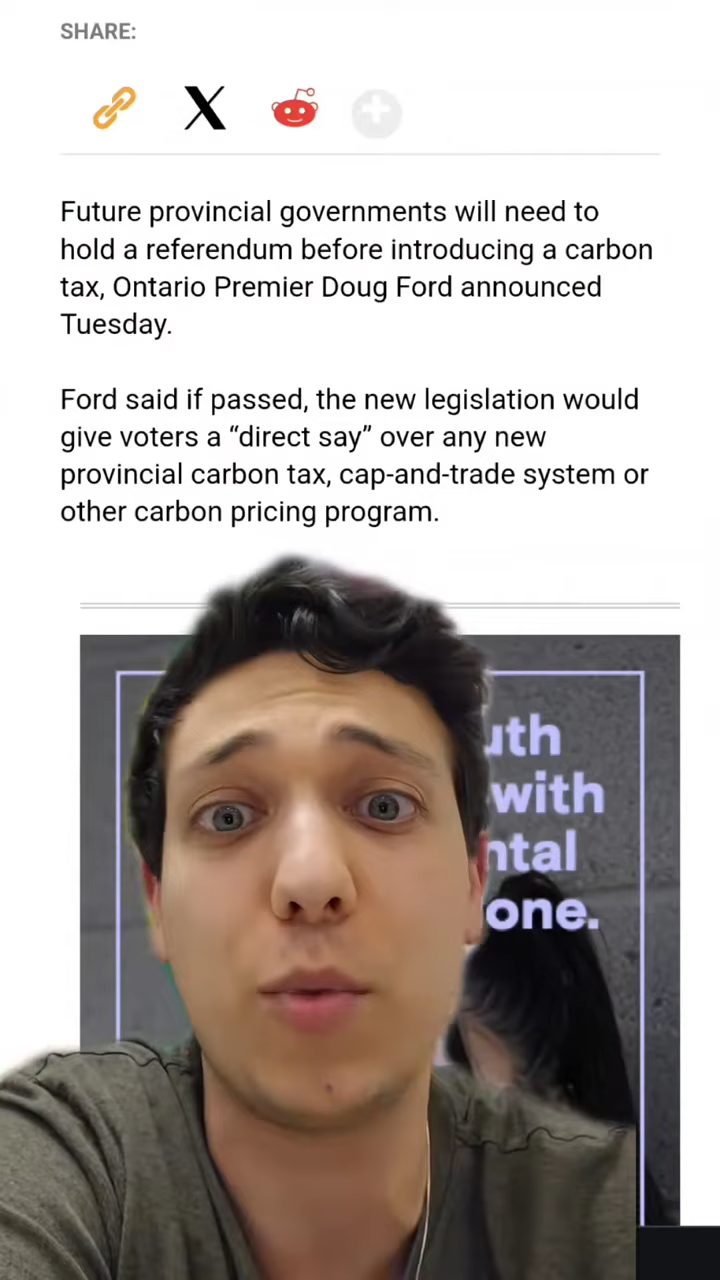 SHARE:
Future provincial governments will need to
hold a referendum before introducing a carbon
tax, Ontario Premier Doug Ford announced
Tuesday.
Ford said if passed, the new legislation would
give voters a “direct say” over any new
provincial carbon tax, cap-and-trade system or
other carbon pricing program.
with
one.